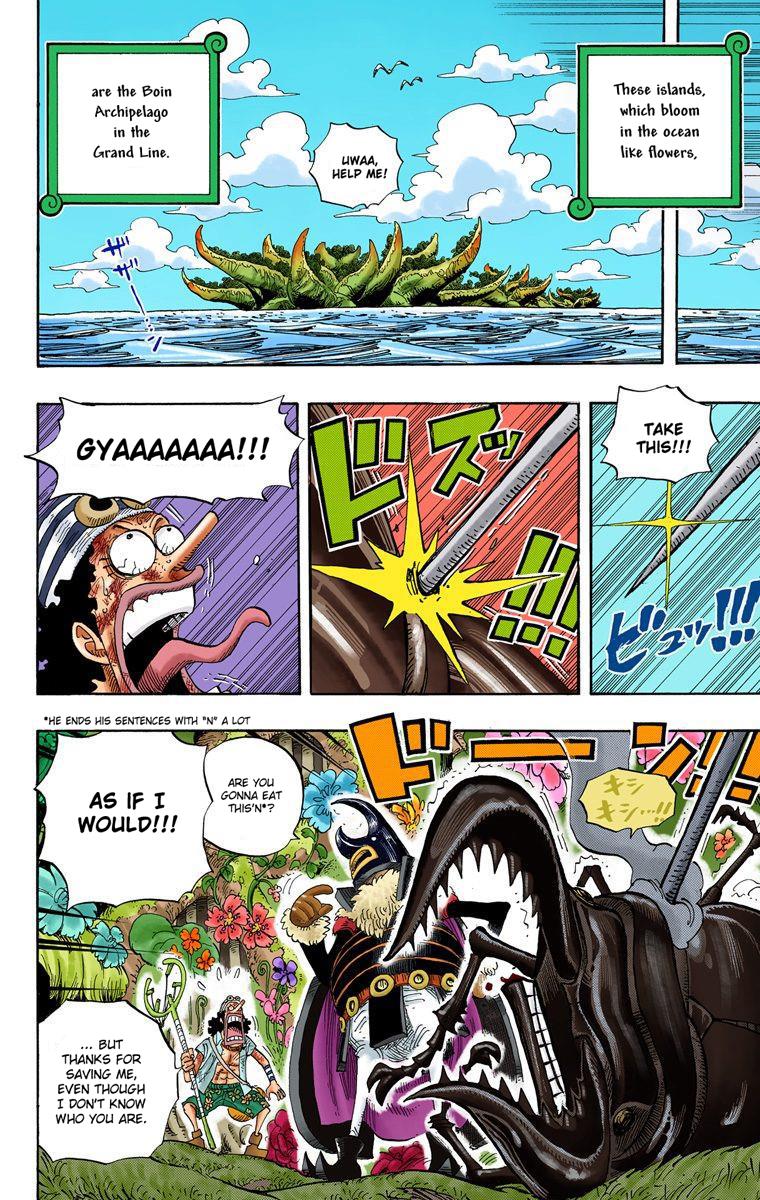 These islands,
which bloom
in the ocean
like flowers,
are the Boin
Archipelago
in the
Grand Line.
UWAA,
HELP ME!
ザザーン
TAKE
THIS!!!
ビュッ!!!
ドズッ
!!!
GYAAAAAAA!!!
*HE ENDS HIS SENTENCES WITH "N" A LOT
ドーーン!!
キシ
キシ…!!
ARE YOU
GONNA EAT
THIS'N*?
AS IF I
WOULD!!!
... BUT
THANKS FOR
SAVING ME,
EVEN THOUGH
I DON'T KNOW
WHO YOU ARE.